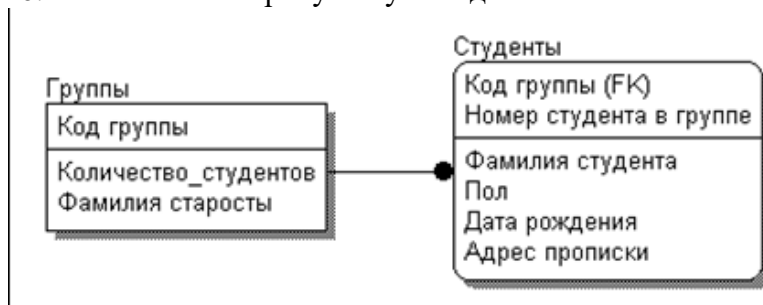 Группы
Код группы
Количество_студентов
Фамилия старосты
Студенты
Код группы (FK)
Номер студента в группе
Фамилия студента
Пол
Дата рождения
Адрес прописки